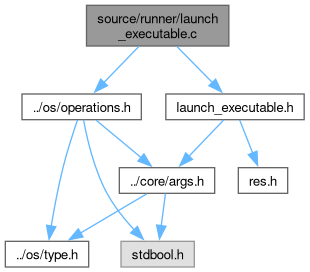 source/runner/launch
_executable.c
../os/operations.h
launch_executable.h
../core/args.h
res.h
../os/type.h
stdbool.h